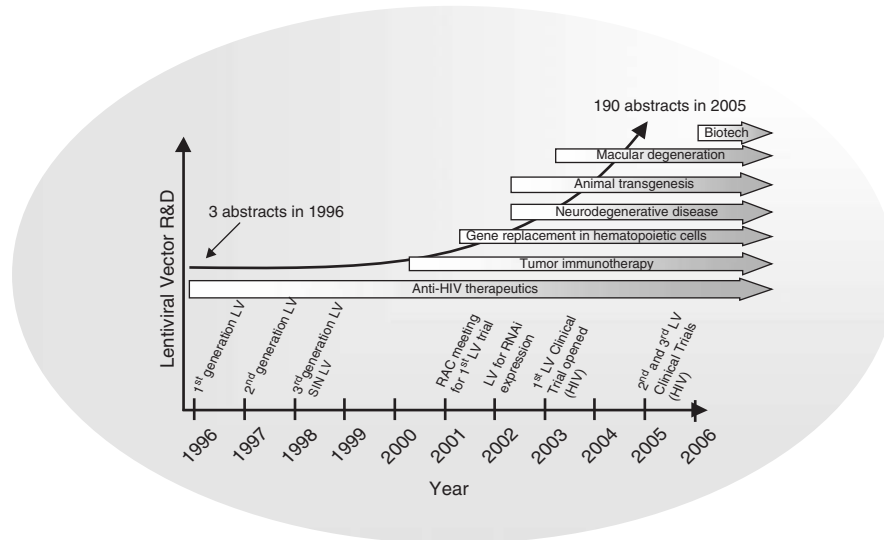 190 abstracts in 2005
Biotech
Macular degeneration
Animal transgenesis
3 abstracts in 1996
Neurodegenerative disease
Gene replacement in hematopoietic cells
Tumor immunotherapy
Anti-HIV therapeutics
Lentiviral Vector R&D
1st generation LV
2nd generation LV
3rd generation LV
SIN LV
RAC meeting
for 1st LV trial
LV for RNAi
expression
1st LV Clinical
Trial opened
(HIV)
2nd and 3rd LV
Clinical Trials
(HIV)
1996
1997
1998
1999
2000
2001
2002
2003
2004
2005
2006
Year